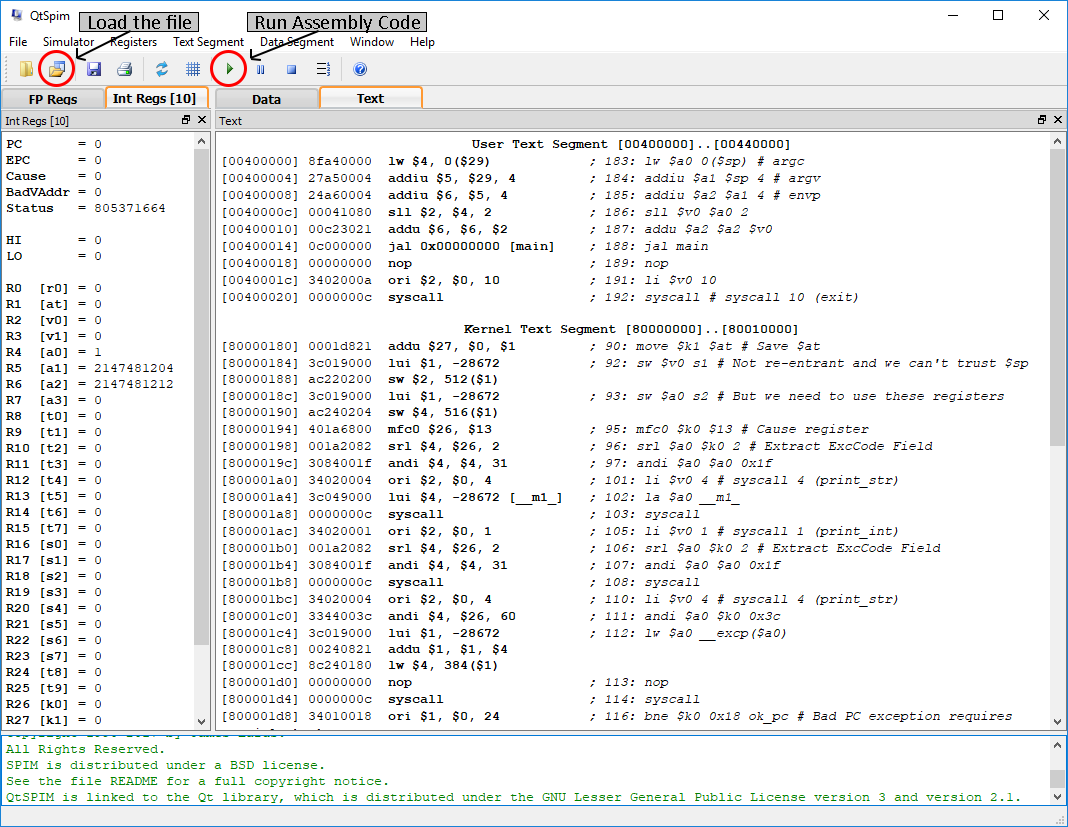 QtSpim
Load the file
Run Assembly Code
File Simulator Registers Text Segment Data Segment Window Help
FP Regs
Int Regs [10]
Data
Text
Int Regs [10]
PC = 0
EPC = 0
Cause = 0
BadVAddr = 0
Status = 805371664
HI = 0
LO = 0
R0 [r0] = 0
R1 [at] = 0
R2 [v0] = 0
R3 [v1] = 0
R4 [a0] = 1
R5 [a1] = 2147481204
R6 [a2] = 2147481212
R7 [a3] = 0
R8 [t0] = 0
R9 [t1] = 0
R10 [t2] = 0
R11 [t3] = 0
R12 [t4] = 0
R13 [t5] = 0
R14 [t6] = 0
R15 [t7] = 0
R16 [s0] = 0
R17 [s1] = 0
R18 [s2] = 0
R19 [s3] = 0
R20 [s4] = 0
R21 [s5] = 0
R22 [s6] = 0
R23 [s7] = 0
R24 [t8] = 0
R25 [t9] = 0
R26 [k0] = 0
R27 [k1] = 0
Text
User Text Segment [00400000]..[00440000]
[00400000] 8fa40000 lw $4, 0($29) ; 183: lw $a0 0($sp) # argc
[00400004] 27a50004 addiu $5, $29, 4 ; 184: addiu $a1 $sp 4 # argv
[00400008] 24a60004 addiu $6, $5, 4 ; 185: addiu $a2 $a1 4 # envp
[0040000c] 00041080 sll $2, $4, 2 ; 186: sll $v0 $a0 2
[00400010] 00c23021 addu $6, $6, $2 ; 187: addu $a2 $a2 $v0
[00400014] 0c000000 jal 0x00000000 [main] ; 188: jal main
[00400018] 00000000 nop ; 189: nop
[0040001c] 3402000a ori $2, $0, 10 ; 191: li $v0 10
[00400020] 0000000c syscall ; 192: syscall # syscall 10 (exit)
Kernel Text Segment [80000000]..[80010000]
[80000180] 0001d821 addu $27, $0, $1 ; 90: move $k1 $at # Save $at
[80000184] 3c019000 lui $1, -28672 ; 92: sw $v0 s1 # Not re-entrant and we can't trust $sp
[80000188] ac220200 sw $2, 512($1)
[8000018c] 3c019000 lui $1, -28672 ; 93: sw $a0 s2 # But we need to use these registers
[80000190] ac240204 sw $4, 516($1)
[80000194] 401a6800 mfc0 $26, $13 ; 95: mfc0 $k0 $13 # Cause register
[80000198] 001a2082 srl $4, $26, 2 ; 96: srl $a0 $k0 2 # Extract ExcCode Field
[8000019c] 3084001f andi $4, $4, 31 ; 97: andi $a0 $a0 0x1f
[800001a0] 34020004 ori $2, $0, 4 ; 101: li $v0 4 # syscall 4 (print_str)
[800001a4] 3c049000 lui $4, -28672 [__m1_] ; 102: la $a0 __m1_
[800001a8] 0000000c syscall ; 103: syscall
[800001ac] 34020001 ori $2, $0, 1 ; 105: li $v0 1 # syscall 1 (print_int)
[800001b0] 001a2082 srl $4, $26, 2 ; 106: srl $a0 $k0 2 # Extract ExcCode Field
[800001b4] 3084001f andi $4, $4, 31 ; 107: andi $a0 $a0 0x1f
[800001b8] 0000000c syscall ; 108: syscall
[800001bc] 34020004 ori $2, $0, 4 ; 110: li $v0 4 # syscall 4 (print_str)
[800001c0] 3344003c andi $4, $26, 60 ; 111: andi $a0 $k0 0x3c
[800001c4] 3c019000 lui $1, -28672 ; 112: lw $a0 __excp($a0)
[800001c8] 00240821 addu $1, $1, $4
[800001cc] 8c240180 lw $4, 384($1)
[800001d0] 00000000 nop ; 113: nop
[800001d4] 0000000c syscall ; 114: syscall
[800001d8] 34010018 ori $1, $0, 24 ; 116: bne $k0 0x18 ok_pc # Bad PC exception requires
All Rights Reserved.
SPIM is distributed under a BSD license.
See the file README for a full copyright notice.
QtSPIM is linked to the Qt library, which is distributed under the GNU Lesser General Public License version 3 and version 2.1.